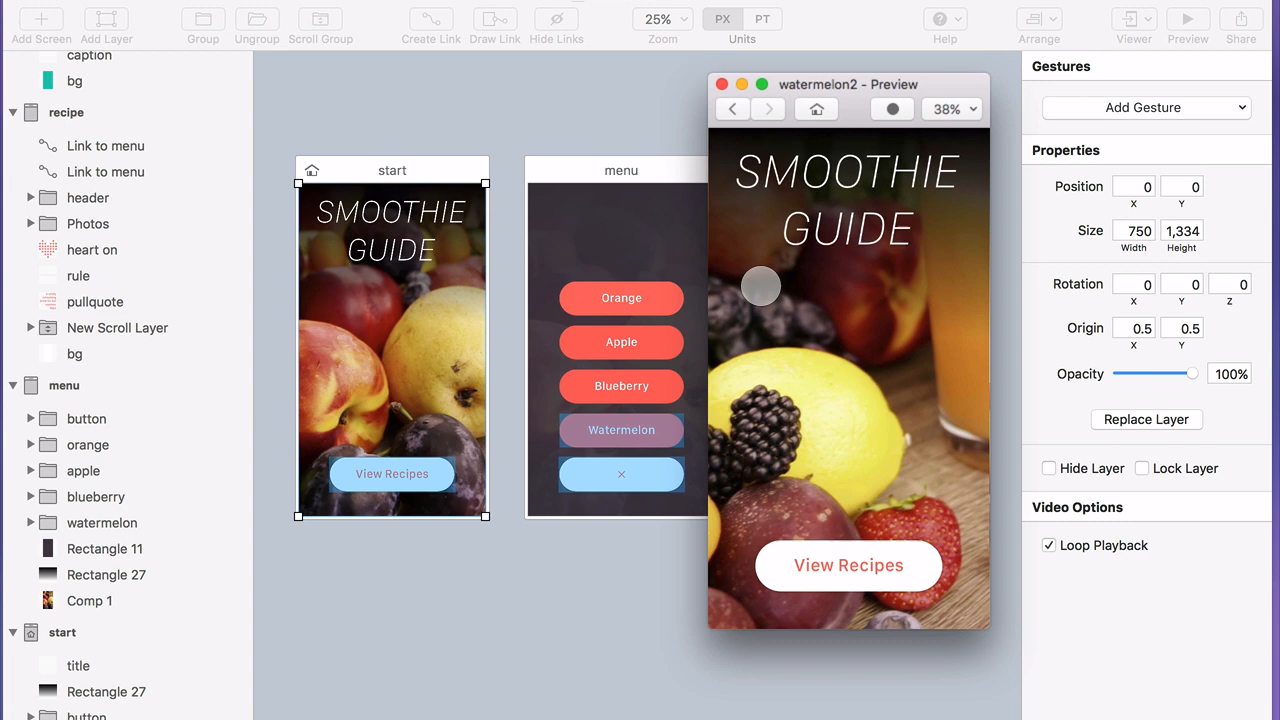 25%
PX
PT
Add Screen
Add Layer
Group
Ungroup
Scroll Group
Create Link
Draw Link
Hide Links
Zoom
Units
Help
Arrange
Viewer
Preview
Share
caption
bg
recipe
Link to menu
Link to menu
header
Photos
heart on
rule
pullquote
New Scroll Layer
bg
menu
button
orange
apple
blueberry
watermelon
Rectangle 11
Rectangle 27
Comp 1
start
title
Rectangle 27
button
start
SMOOTHIE
GUIDE
View Recipes
menu
Orange
Apple
Blueberry
Watermelon
×
watermelon2 - Preview
38%
SMOOTHIE
GUIDE
View Recipes
Gestures
Add Gesture
Properties
Position
0
0
X
Y
Size
750
1,334
Width
Height
Rotation
0
0
0
X
Y
Z
Origin
0.5
0.5
X
Y
Opacity
100%
Replace Layer
Hide Layer
Lock Layer
Video Options
Loop Playback